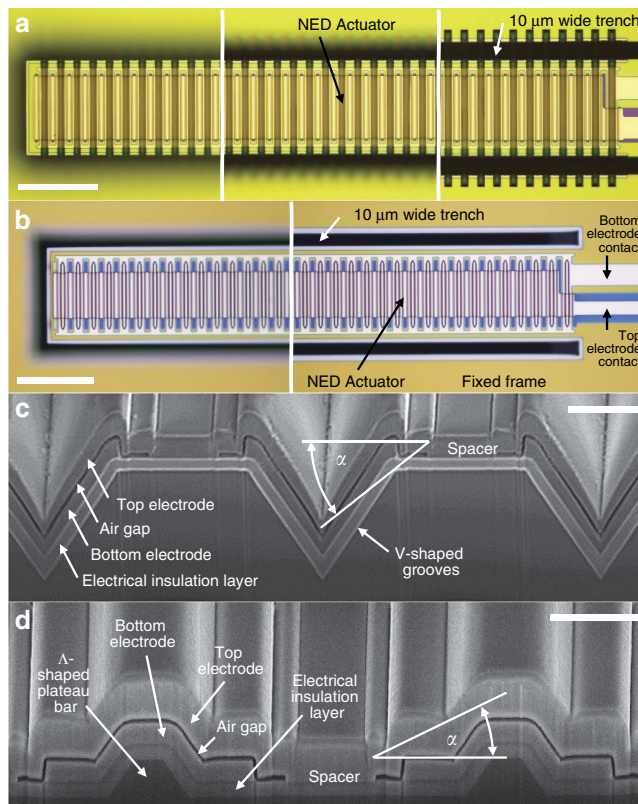 a
NED Actuator
10 μm wide trench
b
10 μm wide trench
Bottom
electrode
contact
NED Actuator
Fixed frame
Top
electrode
contact
c
α
Spacer
Top electrode
Air gap
Bottom electrode
Electrical insulation layer
V-shaped
grooves
d
Λ-
shaped
plateau
bar
Bottom
electrode
Top
electrode
Electrical
insulation
layer
Air gap
α
Spacer